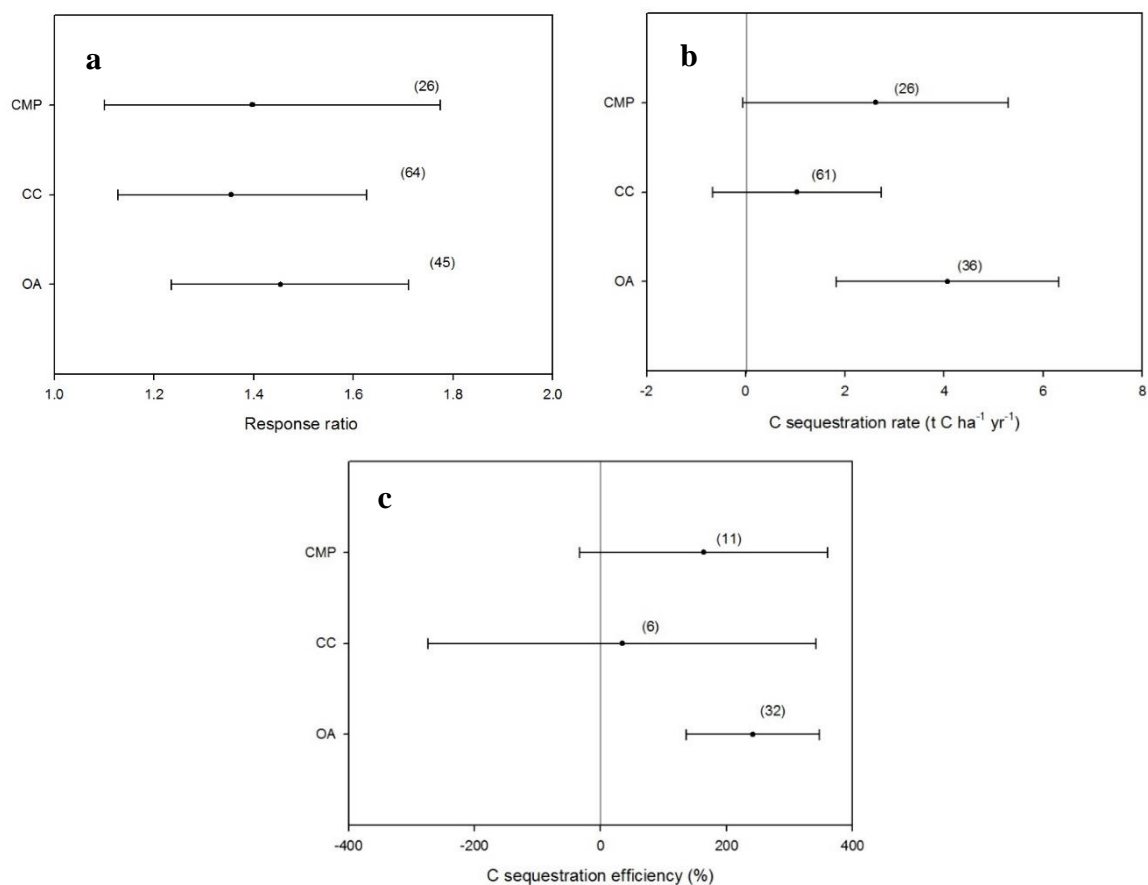 a
CMP
(26)
CC
(64)
OA
(45)
1.0 1.2 1.4 1.6 1.8 2.0
Response ratio
b
CMP
(26)
CC
(61)
OA
(36)
-2 0 2 4 6 8
C sequestration rate (t C ha⁻¹ yr⁻¹)
c
CMP
(11)
CC
(6)
OA
(32)
-400 -200 0 200 400
C sequestration efficiency (%)